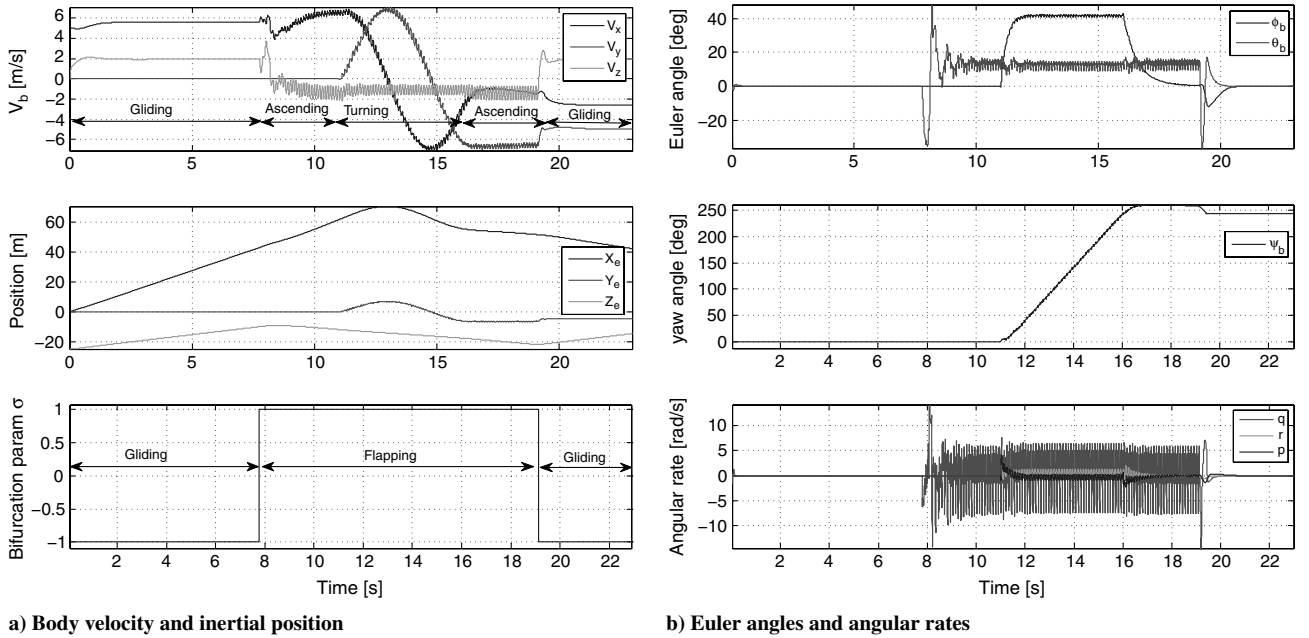 V_b [m/s]
6
4
2
0
−2
−4
−6
V_x
V_y
V_z
Gliding
Ascending
Turning
Ascending
Gliding
0 5 10 15 20
Position [m]
60
40
20
0
−20
X_e
Y_e
Z_e
0 5 10 15 20
Bifurcation param σ
1
0.5
0
−0.5
−1
Gliding
Flapping
Gliding
2 4 6 8 10 12 14 16 18 20 22
Time [s]
a) Body velocity and inertial position
Euler angle [deg]
40
20
0
−20
ϕ_b
θ_b
0 5 10 15 20
yaw angle [deg]
250
200
150
100
50
0
ψ_b
0 2 4 6 8 10 12 14 16 18 20 22
Angular rate [rad/s]
10
5
0
−5
−10
q
r
p
0 2 4 6 8 10 12 14 16 18 20 22
Time [s]
b) Euler angles and angular rates